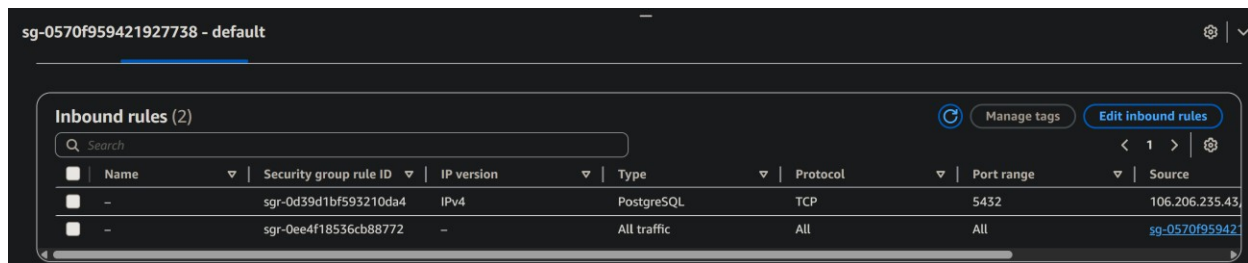 sg-0570f959421927738 - default
Inbound rules (2)
Manage tags
Edit inbound rules
Search
1
Name Security group rule ID IP version Type Protocol Port range Source
– sgr-0d39d1bf593210da4 IPv4 PostgreSQL TCP 5432 106.206.235.43/
– sgr-0ee4f18536cb88772 – All traffic All All sg-0570f959421